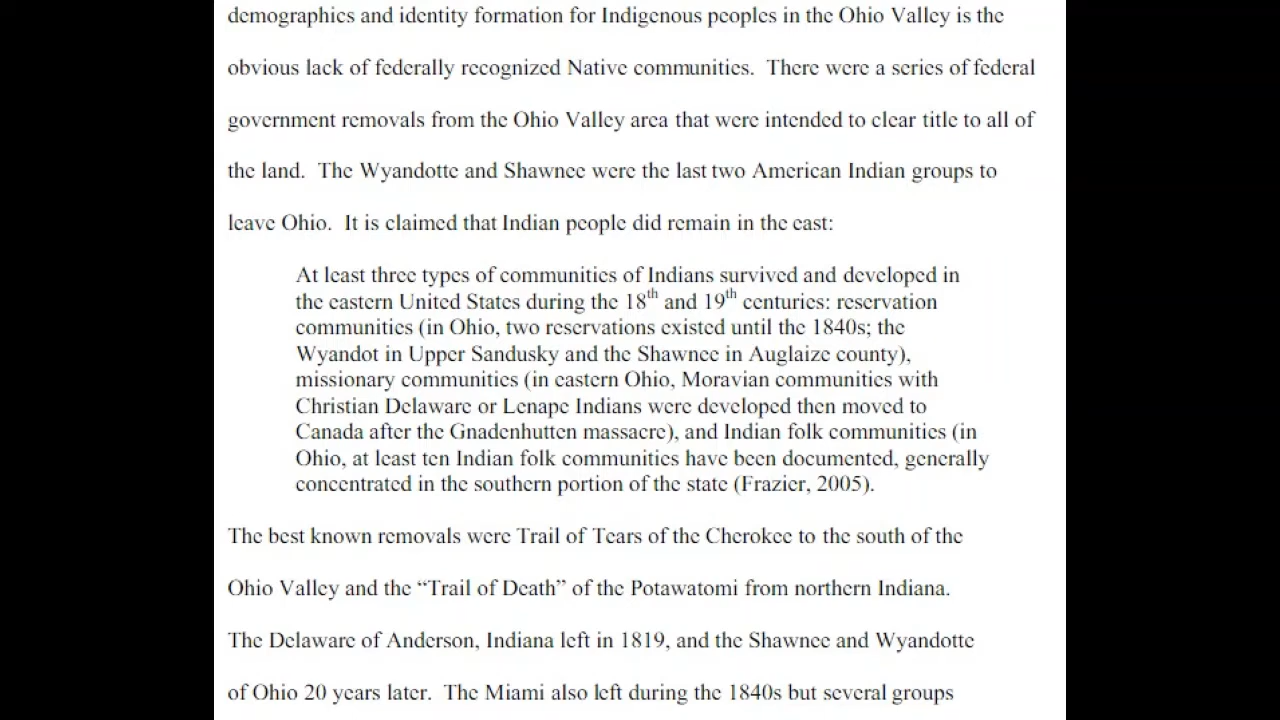 demographics and identity formation for Indigenous peoples in the Ohio Valley is the
obvious lack of federally recognized Native communities.  There were a series of federal
government removals from the Ohio Valley area that were intended to clear title to all of
the land.  The Wyandotte and Shawnee were the last two American Indian groups to
leave Ohio.  It is claimed that Indian people did remain in the east:
At least three types of communities of Indians survived and developed in
the eastern United States during the 18th and 19th centuries: reservation
communities (in Ohio, two reservations existed until the 1840s; the
Wyandot in Upper Sandusky and the Shawnee in Auglaize county),
missionary communities (in eastern Ohio, Moravian communities with
Christian Delaware or Lenape Indians were developed then moved to
Canada after the Gnadenhutten massacre), and Indian folk communities (in
Ohio, at least ten Indian folk communities have been documented, generally
concentrated in the southern portion of the state (Frazier, 2005).
The best known removals were Trail of Tears of the Cherokee to the south of the
Ohio Valley and the “Trail of Death” of the Potawatomi from northern Indiana.
The Delaware of Anderson, Indiana left in 1819, and the Shawnee and Wyandotte
of Ohio 20 years later.  The Miami also left during the 1840s but several groups